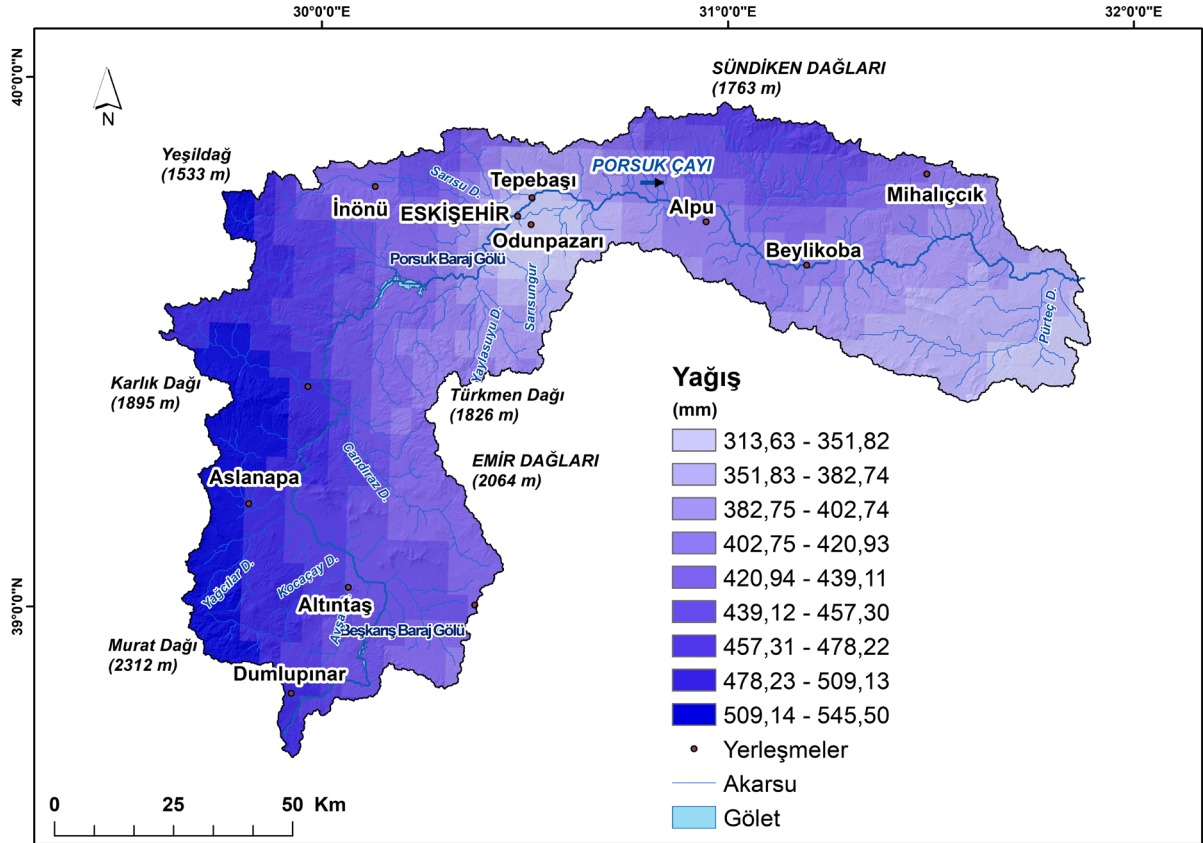 30°0'0"E
31°0'0"E
32°0'0"E
40°0'0"N
39°0'0"N
N
SÜNDİKEN DAĞLARI
(1763 m)
Yeşildağ
(1533 m)
Sarısu D.
PORSUK ÇAYI
Tepebaşı
İnönü
ESKİŞEHİR
Odunpazarı
Alpu
Mihalıçcık
Beylikoba
Porsuk Baraj Gölü
Sarısungur
Yaylasuyu D.
Pürteç D.
Karlık Dağı
(1895 m)
Türkmen Dağı
(1826 m)
EMİR DAĞLARI
(2064 m)
Candıraz D.
Aslanapa
Yağcılar D.
Kocaçay D.
Altıntaş
Beşkarış Baraj Gölü
Murat Dağı
(2312 m)
Dumlupınar
Yağış
(mm)
313,63 - 351,82
351,83 - 382,74
382,75 - 402,74
402,75 - 420,93
420,94 - 439,11
439,12 - 457,30
457,31 - 478,22
478,23 - 509,13
509,14 - 545,50
Yerleşmeler
Akarsu
Gölet
0 25 50 Km